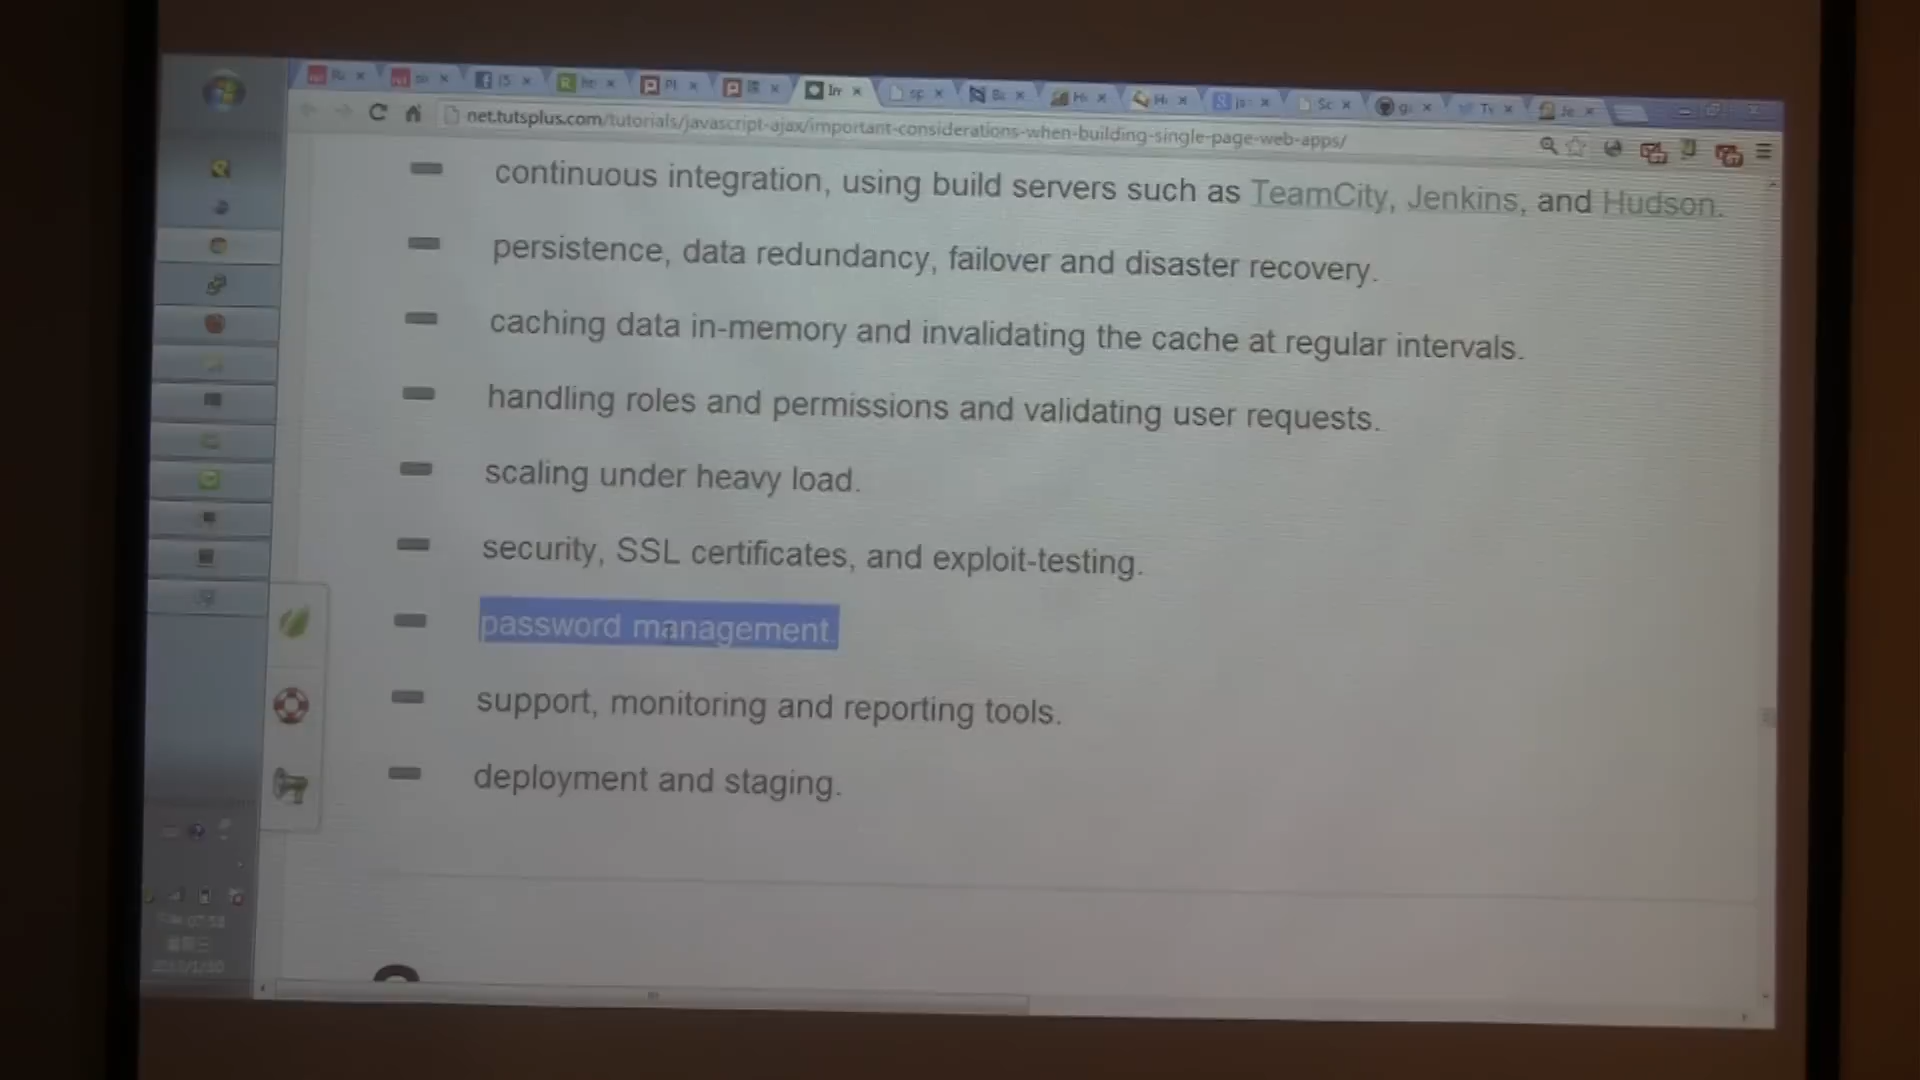 net.tutsplus.com/tutorials/javascript-ajax/important-considerations-when-building-single-page-web-apps/
continuous integration, using build servers such as TeamCity, Jenkins, and Hudson.
persistence, data redundancy, failover and disaster recovery.
caching data in-memory and invalidating the cache at regular intervals.
handling roles and permissions and validating user requests.
scaling under heavy load.
security, SSL certificates, and exploit-testing.
password management.
support, monitoring and reporting tools.
deployment and staging.